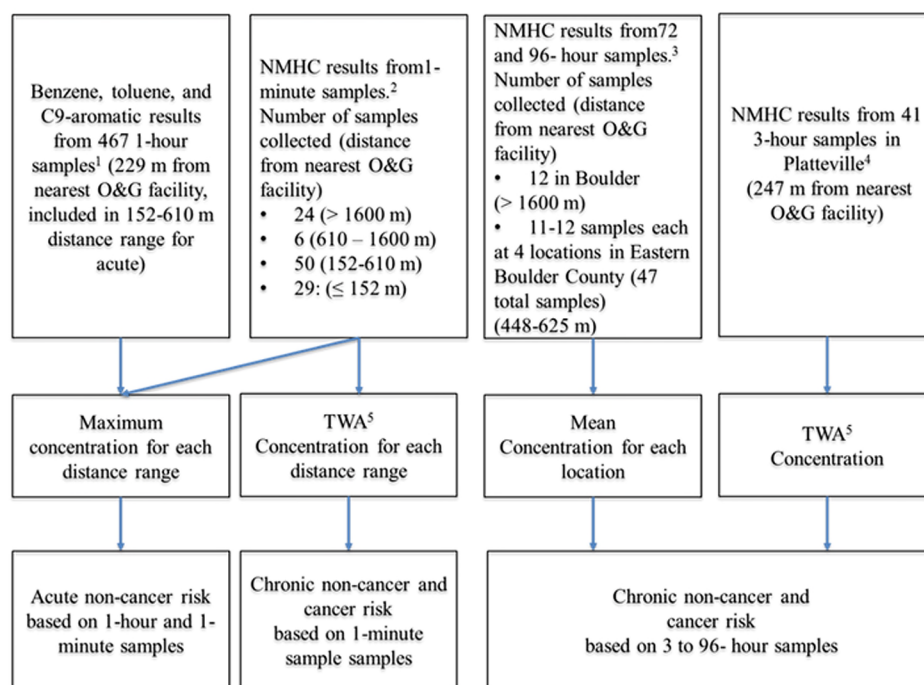 Benzene, toluene, and
C9-aromatic results
from 467 1-hour
samples¹ (229 m from
nearest O&G facility,
included in 152-610 m
distance range for
acute)
NMHC results from1-
minute samples.²
Number of samples
collected (distance
from nearest O&G
facility)
• 24 (> 1600 m)
• 6 (610 – 1600 m)
• 50 (152-610 m)
• 29: (≤ 152 m)
NMHC results from72
and 96- hour samples.³
Number of samples
collected (distance
from nearest O&G
facility)
• 12 in Boulder
(> 1600 m)
• 11-12 samples each
at 4 locations in Eastern
Boulder County (47
total samples)
(448-625 m)
NMHC results from 41
3-hour samples in
Platteville⁴
(247 m from nearest
O&G facility)
Maximum
concentration for each
distance range
TWA⁵
Concentration for each
distance range
Mean
Concentration for each
location
TWA⁵
Concentration
Acute non-cancer risk
based on 1-hour and 1-
minute samples
Chronic non-cancer and
cancer risk
based on 1-minute
sample samples
Chronic non-cancer and
cancer risk
based on 3 to 96- hour samples